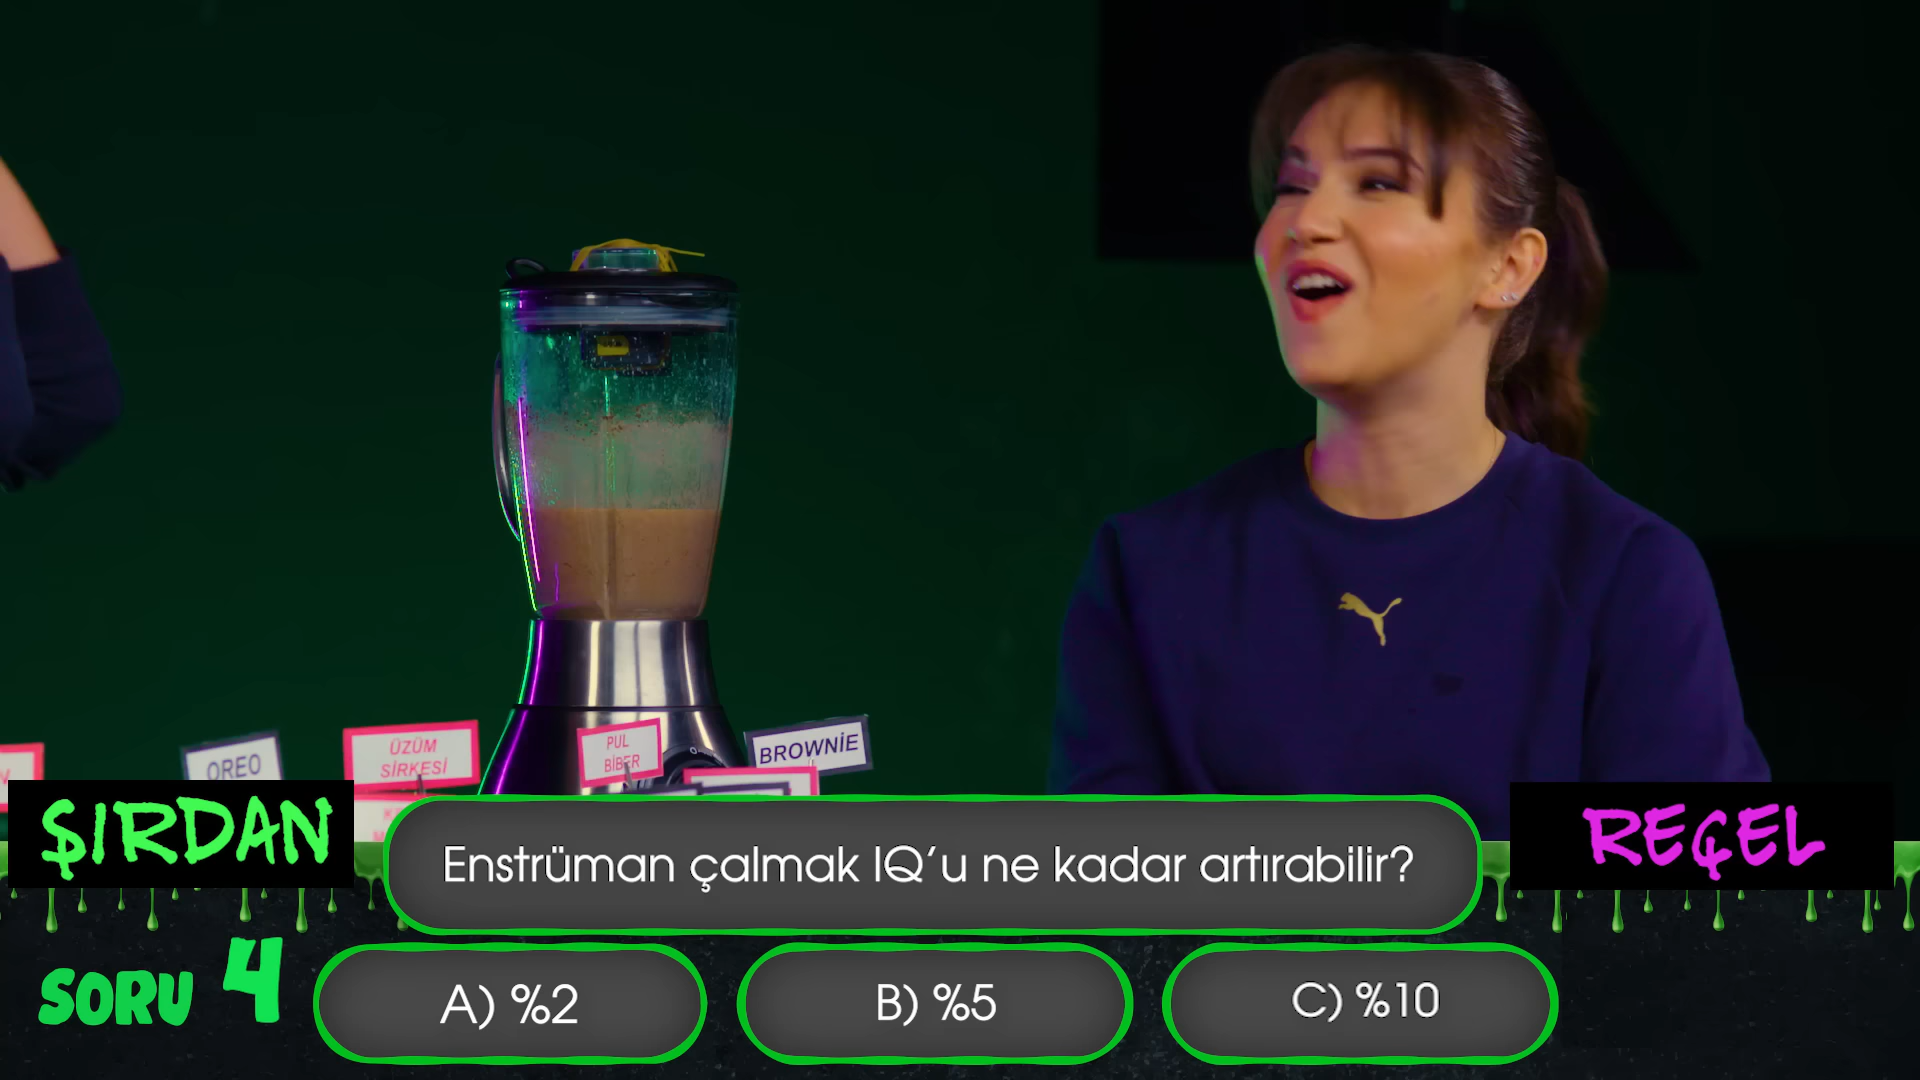 OREO
ÜZÜM
SİRKESİ
PUL
BİBER
BROWNİE
ŞIRDAN
Enstrüman çalmak IQ'u ne kadar artırabilir?
REÇEL
SORU 4
A) %2
B) %5
C) %10